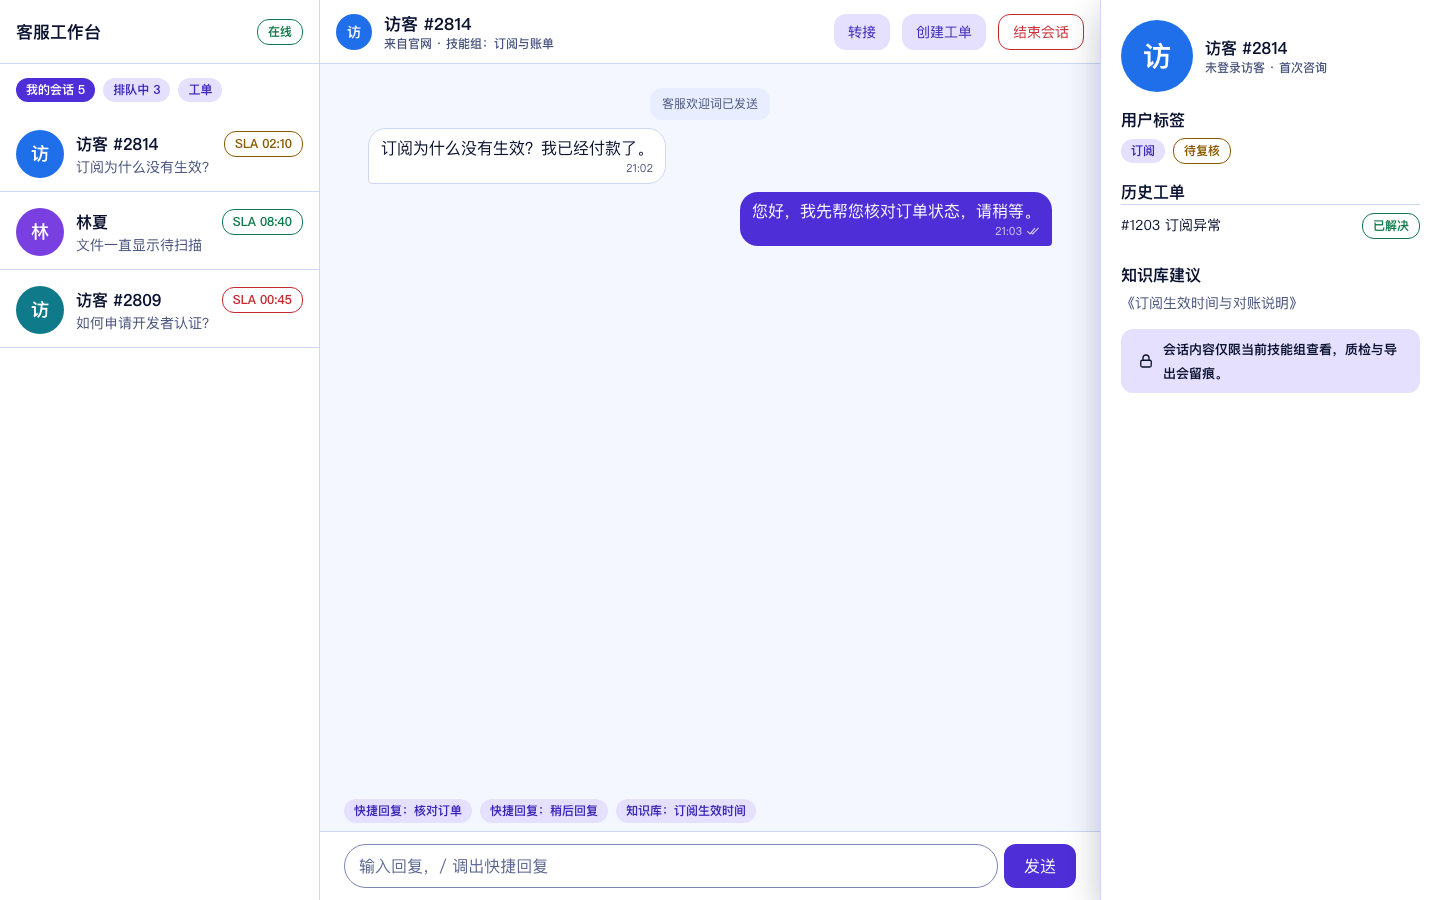 客服工作台
在线
我的会话 5
排队中 3
工单
访
访客 #2814
订阅为什么没有生效？
SLA 02:10
林
林夏
文件一直显示待扫描
SLA 08:40
访
访客 #2809
如何申请开发者认证？
SLA 00:45
访
访客 #2814
来自官网 · 技能组：订阅与账单
转接
创建工单
结束会话
客服欢迎词已发送
订阅为什么没有生效？我已经付款了。
21:02
您好，我先帮您核对订单状态，请稍等。
21:03
快捷回复：核对订单
快捷回复：稍后回复
知识库：订阅生效时间
输入回复，/ 调出快捷回复
发送
访
访客 #2814
未登录访客 · 首次咨询
用户标签
订阅
待复核
历史工单
#1203 订阅异常
已解决
知识库建议
《订阅生效时间与对账说明》
会话内容仅限当前技能组查看，质检与导
出会留痕。